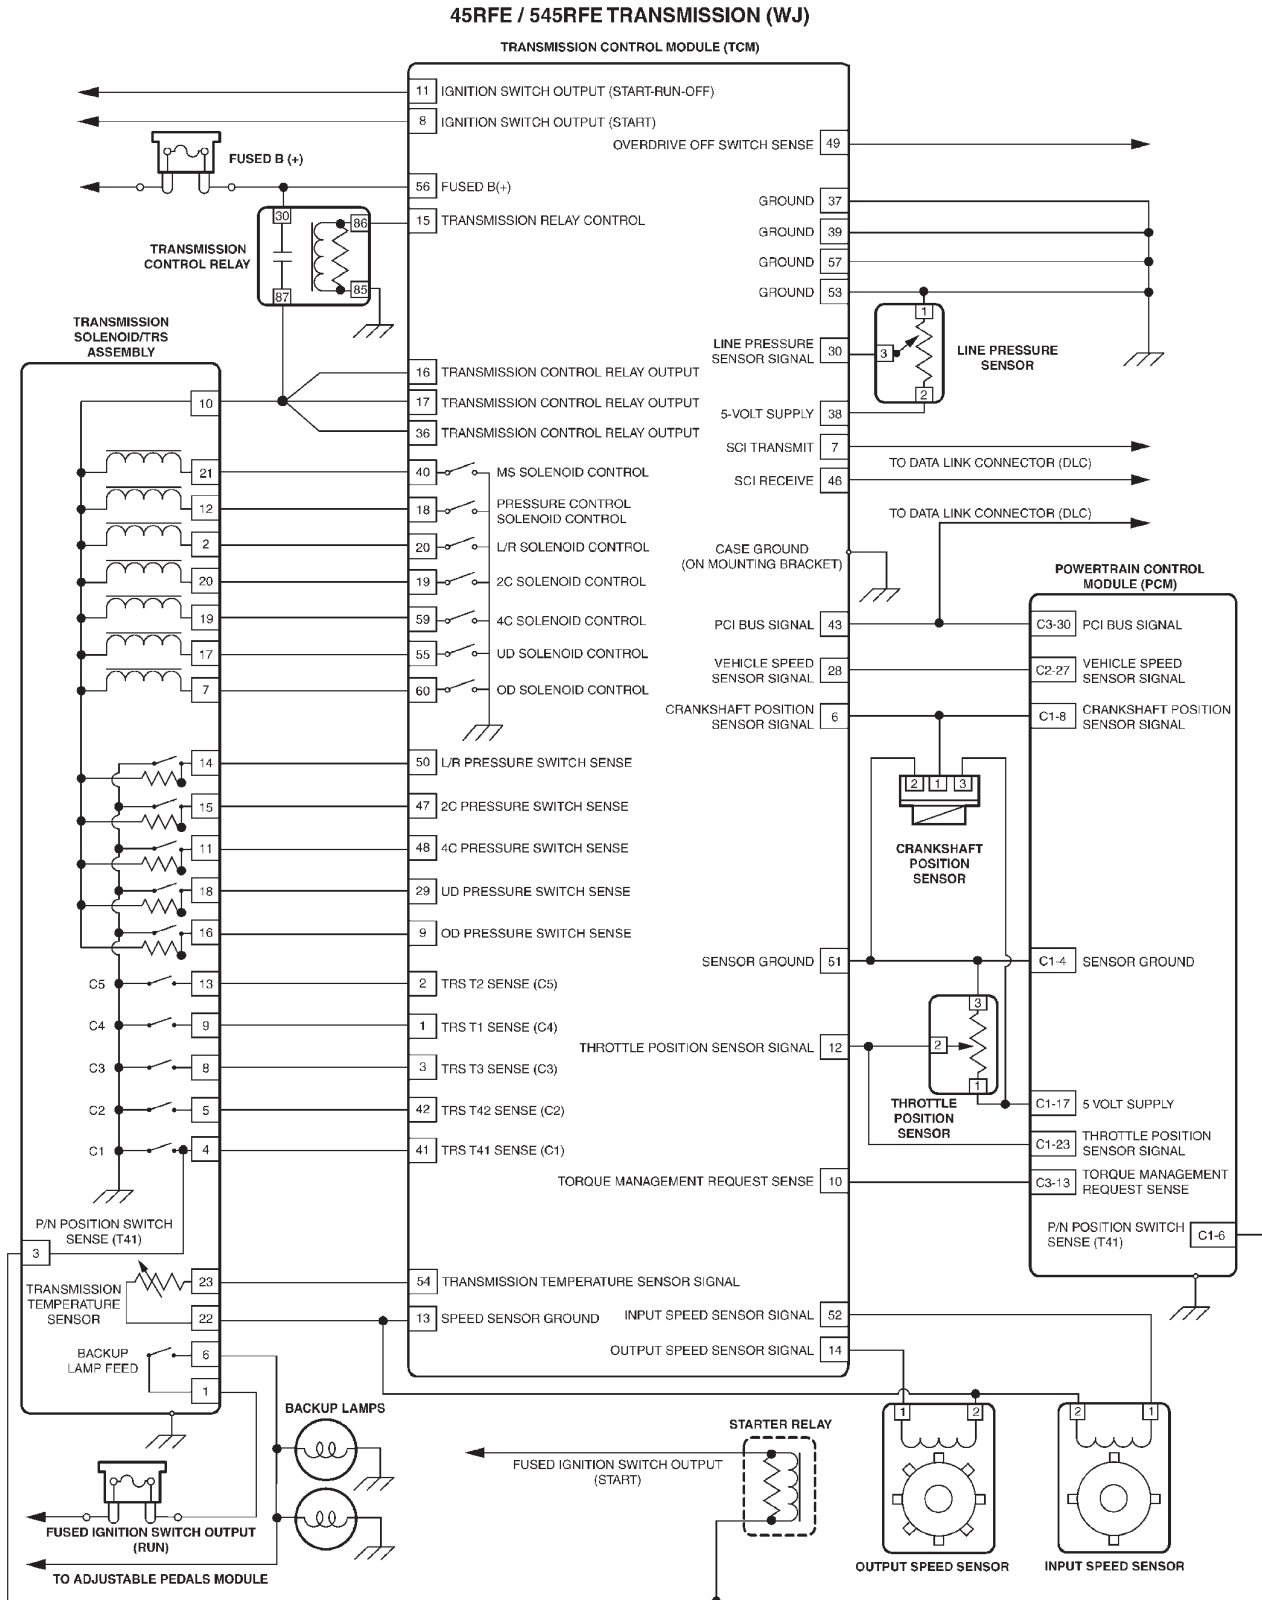 45RFE / 545RFE TRANSMISSION (WJ)
TRANSMISSION CONTROL MODULE (TCM)
11 IGNITION SWITCH OUTPUT (START-RUN-OFF)
8 IGNITION SWITCH OUTPUT (START)
OVERDRIVE OFF SWITCH SENSE 49
FUSED B (+)
56 FUSED B(+)
GROUND 37
30
86
15 TRANSMISSION RELAY CONTROL
GROUND 39
TRANSMISSION
CONTROL RELAY
GROUND 57
87
85
GROUND 53
1
TRANSMISSION
SOLENOID/TRS
ASSEMBLY
LINE PRESSURE
SENSOR SIGNAL 30
3
LINE PRESSURE
SENSOR
2
16 TRANSMISSION CONTROL RELAY OUTPUT
10
17 TRANSMISSION CONTROL RELAY OUTPUT
5-VOLT SUPPLY 38
36 TRANSMISSION CONTROL RELAY OUTPUT
SCI TRANSMIT 7
TO DATA LINK CONNECTOR (DLC)
21
40 MS SOLENOID CONTROL
SCI RECEIVE 46
12
18 PRESSURE CONTROL
SOLENOID CONTROL
TO DATA LINK CONNECTOR (DLC)
2
20 L/R SOLENOID CONTROL
CASE GROUND
(ON MOUNTING BRACKET)
20
19 2C SOLENOID CONTROL
POWERTRAIN CONTROL
MODULE (PCM)
19
59 4C SOLENOID CONTROL
PCI BUS SIGNAL 43
C3-30 PCI BUS SIGNAL
17
55 UD SOLENOID CONTROL
VEHICLE SPEED
SENSOR SIGNAL 28
C2-27 VEHICLE SPEED
SENSOR SIGNAL
7
60 OD SOLENOID CONTROL
CRANKSHAFT POSITION
SENSOR SIGNAL 6
C1-8 CRANKSHAFT POSITION
SENSOR SIGNAL
14
50 L/R PRESSURE SWITCH SENSE
2 1 3
15
47 2C PRESSURE SWITCH SENSE
11
48 4C PRESSURE SWITCH SENSE
CRANKSHAFT
POSITION
SENSOR
18
29 UD PRESSURE SWITCH SENSE
16
9 OD PRESSURE SWITCH SENSE
SENSOR GROUND 51
C1-4 SENSOR GROUND
C5 13
2 TRS T2 SENSE (C5)
3
C4 9
1 TRS T1 SENSE (C4)
THROTTLE POSITION SENSOR SIGNAL 12
2
C3 8
3 TRS T3 SENSE (C3)
1
THROTTLE
POSITION
SENSOR
C1-17 5 VOLT SUPPLY
C2 5
42 TRS T42 SENSE (C2)
C1 4
41 TRS T41 SENSE (C1)
C1-23 THROTTLE POSITION
SENSOR SIGNAL
TORQUE MANAGEMENT REQUEST SENSE 10
C3-13 TORQUE MANAGEMENT
REQUEST SENSE
P/N POSITION SWITCH
SENSE (T41)
3
P/N POSITION SWITCH
SENSE (T41) C1-6
TRANSMISSION
TEMPERATURE
SENSOR
23
54 TRANSMISSION TEMPERATURE SENSOR SIGNAL
22
13 SPEED SENSOR GROUND
INPUT SPEED SENSOR SIGNAL 52
BACKUP
LAMP FEED
6
OUTPUT SPEED SENSOR SIGNAL 14
1
BACKUP LAMPS
1 2
2 1
STARTER RELAY
FUSED IGNITION SWITCH OUTPUT
(START)
FUSED IGNITION SWITCH OUTPUT
(RUN)
OUTPUT SPEED SENSOR
INPUT SPEED SENSOR
TO ADJUSTABLE PEDALS MODULE